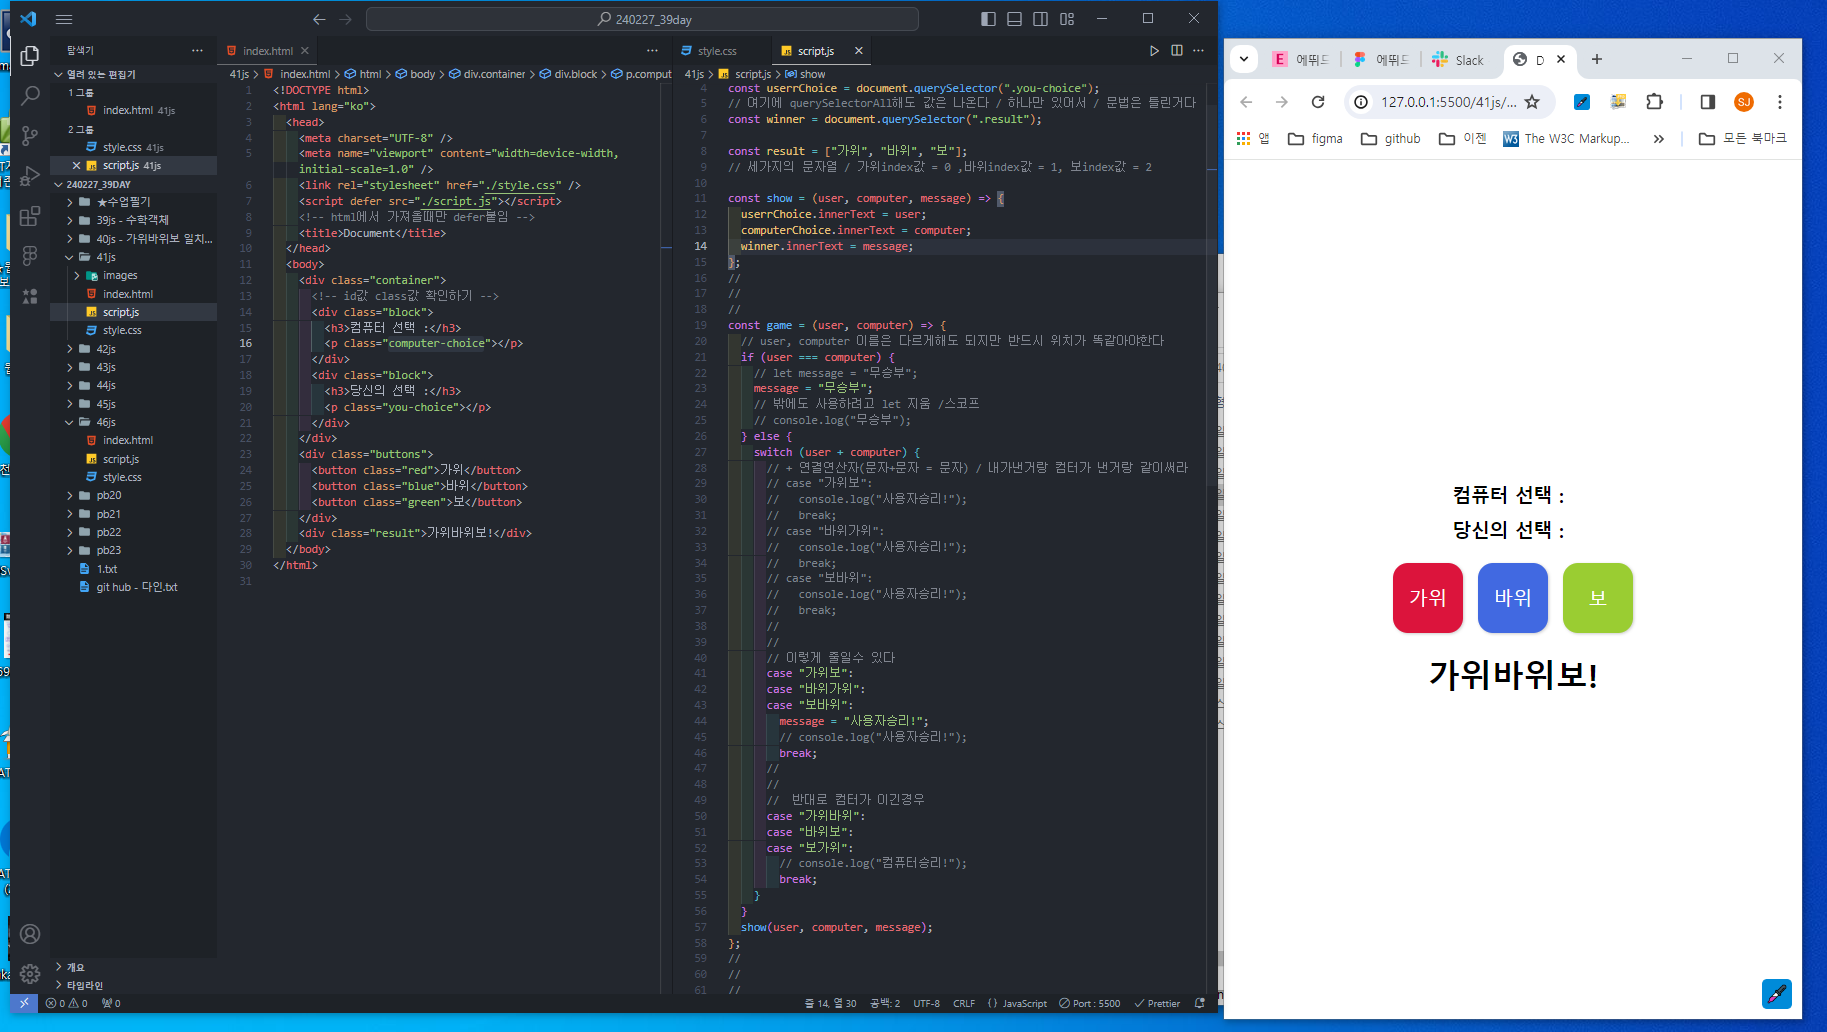 240227_39day
탐색기
열려 있는 편집기
1 그룹
index.html 41js
2 그룹
style.css 41js
script.js 41js
240227_39DAY
★수업필기
39js - 수학객체
40js - 가위바위보 일치...
41js
images
index.html
script.js
style.css
42js
43js
44js
45js
46js
index.html
script.js
style.css
pb20
pb21
pb22
pb23
1.txt
git hub - 다인.txt
개요
타임라인
index.html
41js > index.html > html > body > div.container > div.block > p.comput
1 <!DOCTYPE html>
2 <html lang="ko">
3 <head>
4 <meta charset="UTF-8" />
5 <meta name="viewport" content="width=device-width,
initial-scale=1.0" />
6 <link rel="stylesheet" href="./style.css" />
7 <script defer src="./script.js"></script>
8 <!-- html에서 가져올때만 defer붙임 -->
9 <title>Document</title>
10 </head>
11 <body>
12 <div class="container">
13 <!-- id값 class값 확인하기 -->
14 <div class="block">
15 <h3>컴퓨터 선택 :</h3>
16 <p class="computer-choice"></p>
17 </div>
18 <div class="block">
19 <h3>당신의 선택 :</h3>
20 <p class="you-choice"></p>
21 </div>
22 </div>
23 <div class="buttons">
24 <button class="red">가위</button>
25 <button class="blue">바위</button>
26 <button class="green">보</button>
27 </div>
28 <div class="result">가위바위보!</div>
29 </body>
30 </html>
31
style.css
script.js
41js > script.js > show
4 const userrChoice = document.querySelector(".you-choice");
5 // 여기에 querySelectorAll해도 값은 나온다 / 하나만 있어서 / 문법은 틀린거다
6 const winner = document.querySelector(".result");
7
8 const result = ["가위", "바위", "보"];
9 // 세가지의 문자열 / 가위index값 = 0 ,바위index값 = 1, 보index값 = 2
10
11 const show = (user, computer, message) => {
12 userrChoice.innerText = user;
13 computerChoice.innerText = computer;
14 winner.innerText = message;
15 };
16 //
17 //
18 //
19 const game = (user, computer) => {
20 // user, computer 이름은 다르게해도 되지만 반드시 위치가 똑같아야한다
21 if (user === computer) {
22 // let message = "무승부";
23 message = "무승부";
24 // 밖에도 사용하려고 let 지움 /스코프
25 // console.log("무승부");
26 } else {
27 switch (user + computer) {
28 // + 연결연산자(문자+문자 = 문자) / 내가낸거랑 컴터가 낸거랑 같이써라
29 // case "가위보":
30 // console.log("사용자승리!");
31 // break;
32 // case "바위가위":
33 // console.log("사용자승리!");
34 // break;
35 // case "보바위":
36 // console.log("사용자승리!");
37 // break;
38 //
39 //
40 // 이렇게 줄일수 있다
41 case "가위보":
42 case "바위가위":
43 case "보바위":
44 message = "사용자승리!";
45 // console.log("사용자승리!");
46 break;
47 //
48 //
49 // 반대로 컴터가 이긴경우
50 case "가위바위":
51 case "바위보":
52 case "보가위":
53 // console.log("컴퓨터승리!");
54 break;
55 }
56 }
57 show(user, computer, message);
58 };
59 //
60 //
61 //
0 0 0
줄 14, 열 30 공백: 2 UTF-8 CRLF {} JavaScript Port : 5500 Prettier
에뛰드 에뛰드 Slack D
127.0.0.1:5500/41js/... SJ
앱 figma github 이젠 The W3C Markup... » 모든 북마크
컴퓨터 선택 :
당신의 선택 :
가위 바위 보
가위바위보!